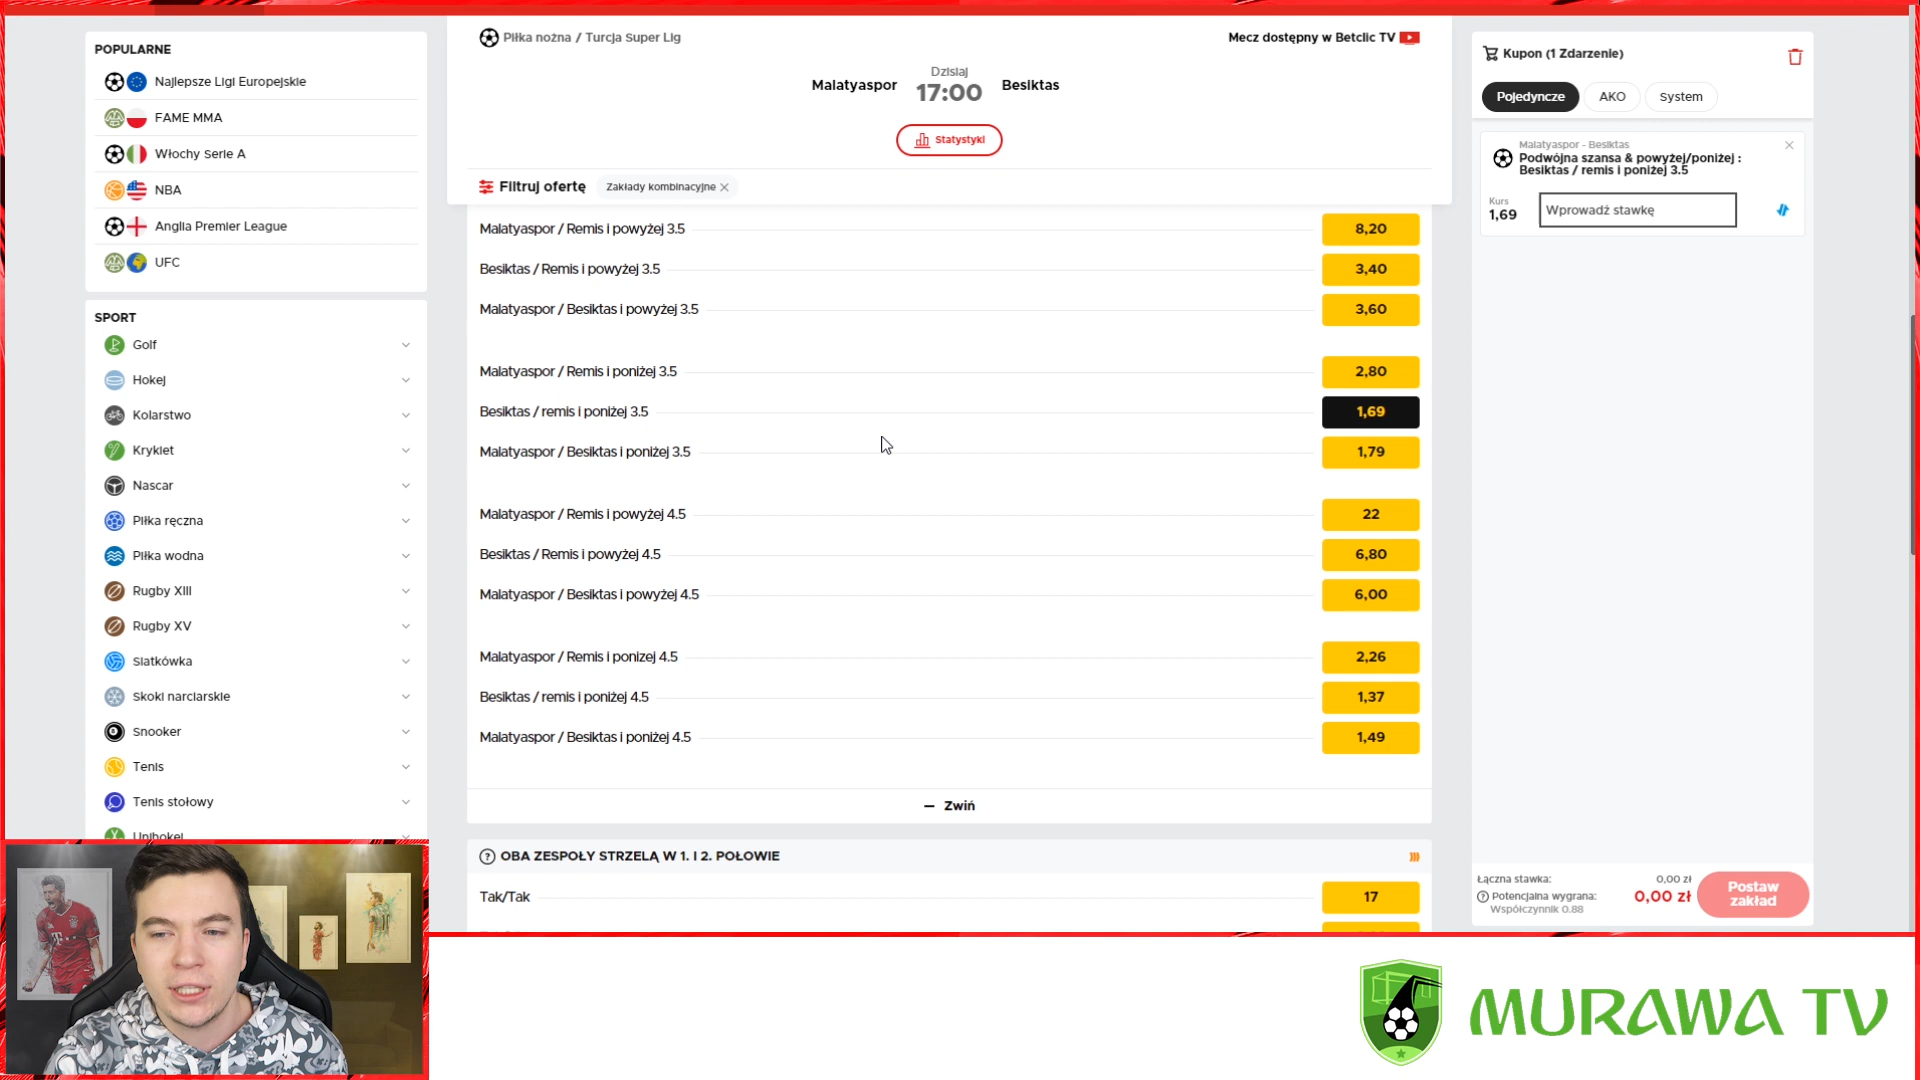 POPULARNE
Najlepsze Ligi Europejskie
FAME MMA
Włochy Serie A
NBA
Anglia Premier League
UFC
SPORT
Golf
Hokej
Kolarstwo
Krykiet
Nascar
Piłka ręczna
Piłka wodna
Rugby XIII
Rugby XV
Siatkówka
Skoki narciarskie
Snooker
Tenis
Tenis stołowy
Unihokej
Piłka nożna / Turcja Super Lig
Mecz dostępny w Betclic TV
Malatyaspor
Dzisiaj
17:00
Besiktas
Statystyki
Filtruj ofertę
Zakłady kombinacyjne
Malatyaspor / Remis i powyżej 3.5 8,20
Besiktas / Remis i powyżej 3.5 3,40
Malatyaspor / Besiktas i powyżej 3.5 3,60
Malatyaspor / Remis i poniżej 3.5 2,80
Besiktas / remis i poniżej 3.5 1,69
Malatyaspor / Besiktas i poniżej 3.5 1,79
Malatyaspor / Remis i powyżej 4.5 22
Besiktas / Remis i powyżej 4.5 6,80
Malatyaspor / Besiktas i powyżej 4.5 6,00
Malatyaspor / Remis i ponizej 4.5 2,26
Besiktas / remis i poniżej 4.5 1,37
Malatyaspor / Besiktas i poniżej 4.5 1,49
Zwiń
OBA ZESPOŁY STRZELĄ W 1. I 2. POŁOWIE
Tak/Tak 17
Kupon (1 Zdarzenie)
Pojedyncze AKO System
Malatyaspor - Besiktas
Podwójna szansa & powyżej/poniżej :
Besiktas / remis i poniżej 3.5
Kurs
1,69
Wprowadź stawkę
Łączna stawka: 0,00 zł
Potencjalna wygrana: 0,00 zł
Współczynnik 0.88
Postaw
zakład
MURAWA TV